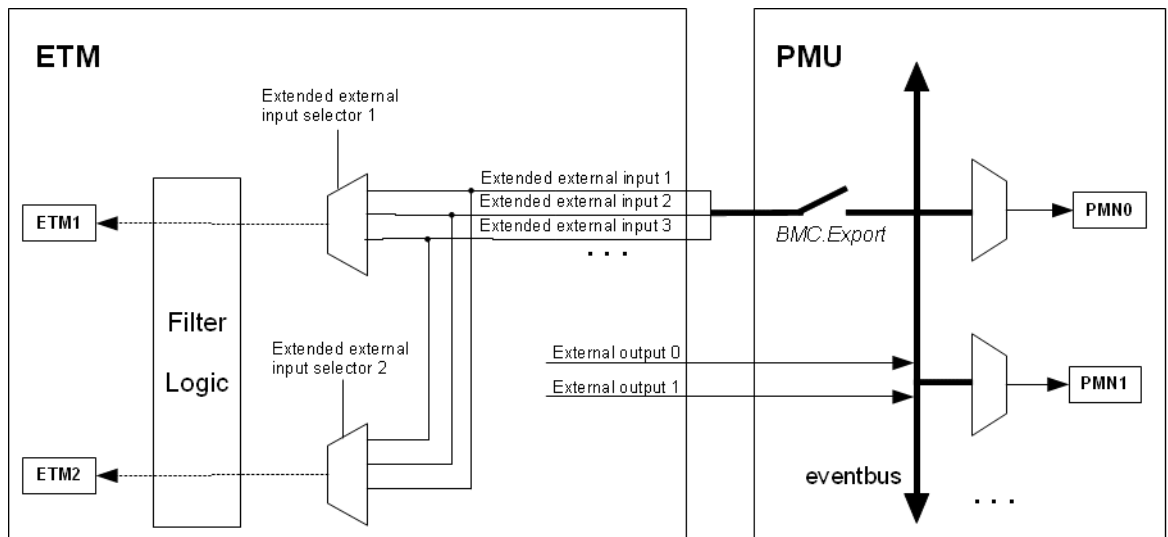 ETM
PMU
Extended external
input selector 1
Extended external input 1
Extended external input 2
Extended external input 3
. . .
BMC.Export
ETM1
PMN0
Filter
Logic
Extended external
input selector 2
External output 0
External output 1
PMN1
ETM2
eventbus
. . .